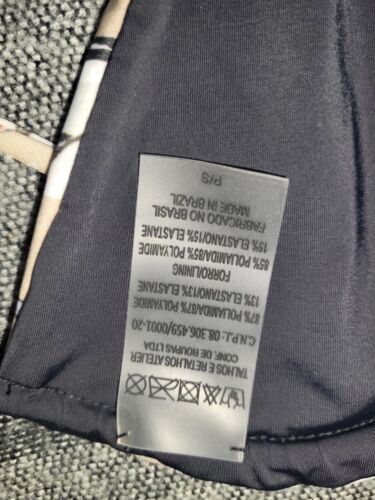 TALHOS E RETALHOS ATELIER
CONF. DE ROUPAS LTDA
C.N.P.J.: 08.306.459/0001-20
87% POLIAMIDA/87% POLYAMIDE
13% ELASTANO/13% ELASTANE
FORRO/LINING
85% POLIAMIDA/85% POLYAMIDE
15% ELASTANO/15% ELASTANE
FABRICADO NO BRASIL
MADE IN BRAZIL
P/S